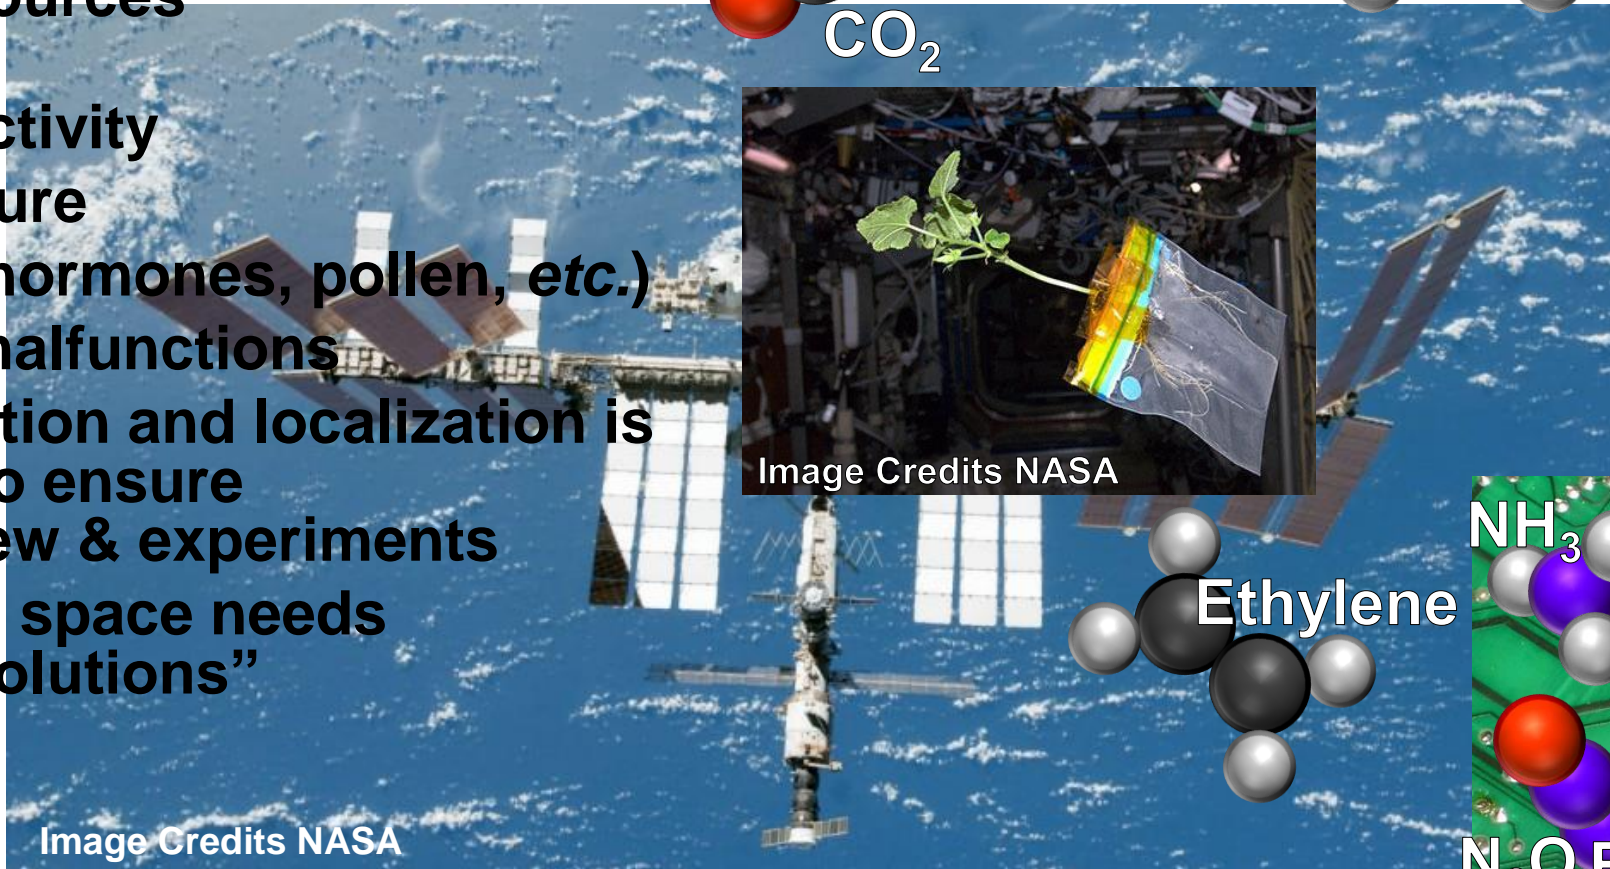 ources
CO₂
ctivity
ure
hormones, pollen, etc.)
nalfunctions
tion and localization is
o ensure
ew & experiments
space needs
olutions”
Image Credits NASA
NH₃
Ethylene
Image Credits NASA